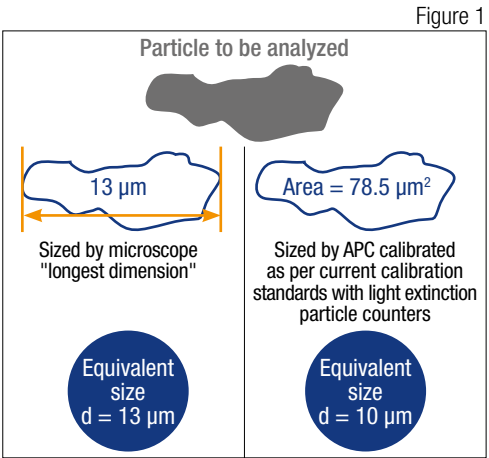 Figure 1
Particle to be analyzed
13 µm
Sized by microscope
"longest dimension"
Equivalent
size
d = 13 µm
Area = 78.5 µm²
Sized by APC calibrated
as per current calibration
standards with light extinction
particle counters
Equivalent
size
d = 10 µm